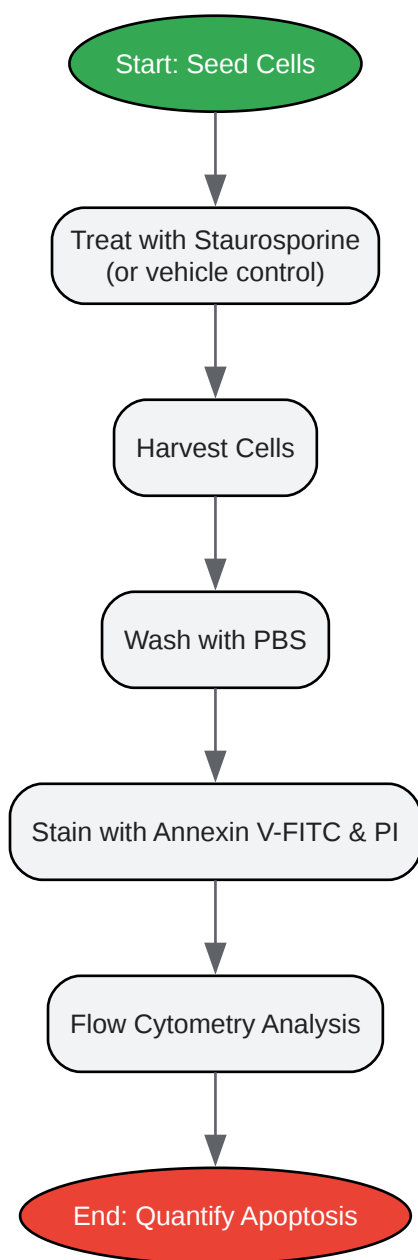 Start: Seed Cells
Treat with Staurosporine
(or vehicle control)
Harvest Cells
Wash with PBS
Stain with Annexin V-FITC & PI
Flow Cytometry Analysis
End: Quantify Apoptosis